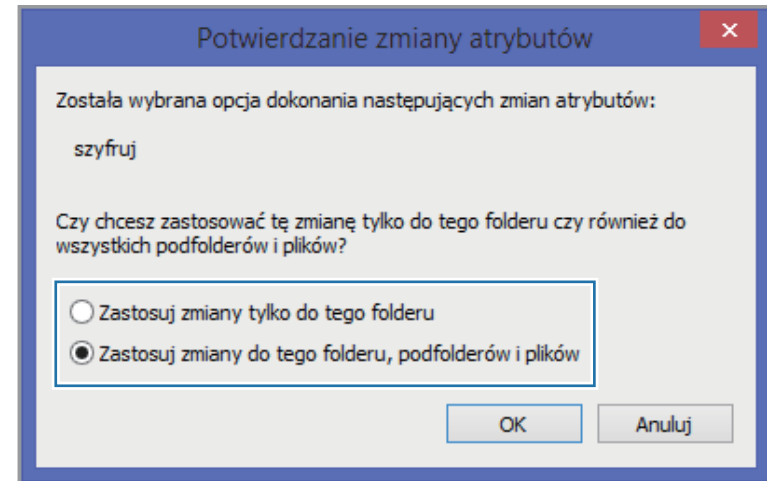 Potwierdzanie zmiany atrybutów
Została wybrana opcja dokonania następujących zmian atrybutów:
szyfruj
Czy chcesz zastosować tę zmianę tylko do tego folderu czy również do
wszystkich podfolderów i plików?
Zastosuj zmiany tylko do tego folderu
Zastosuj zmiany do tego folderu, podfolderów i plików
OK
Anuluj